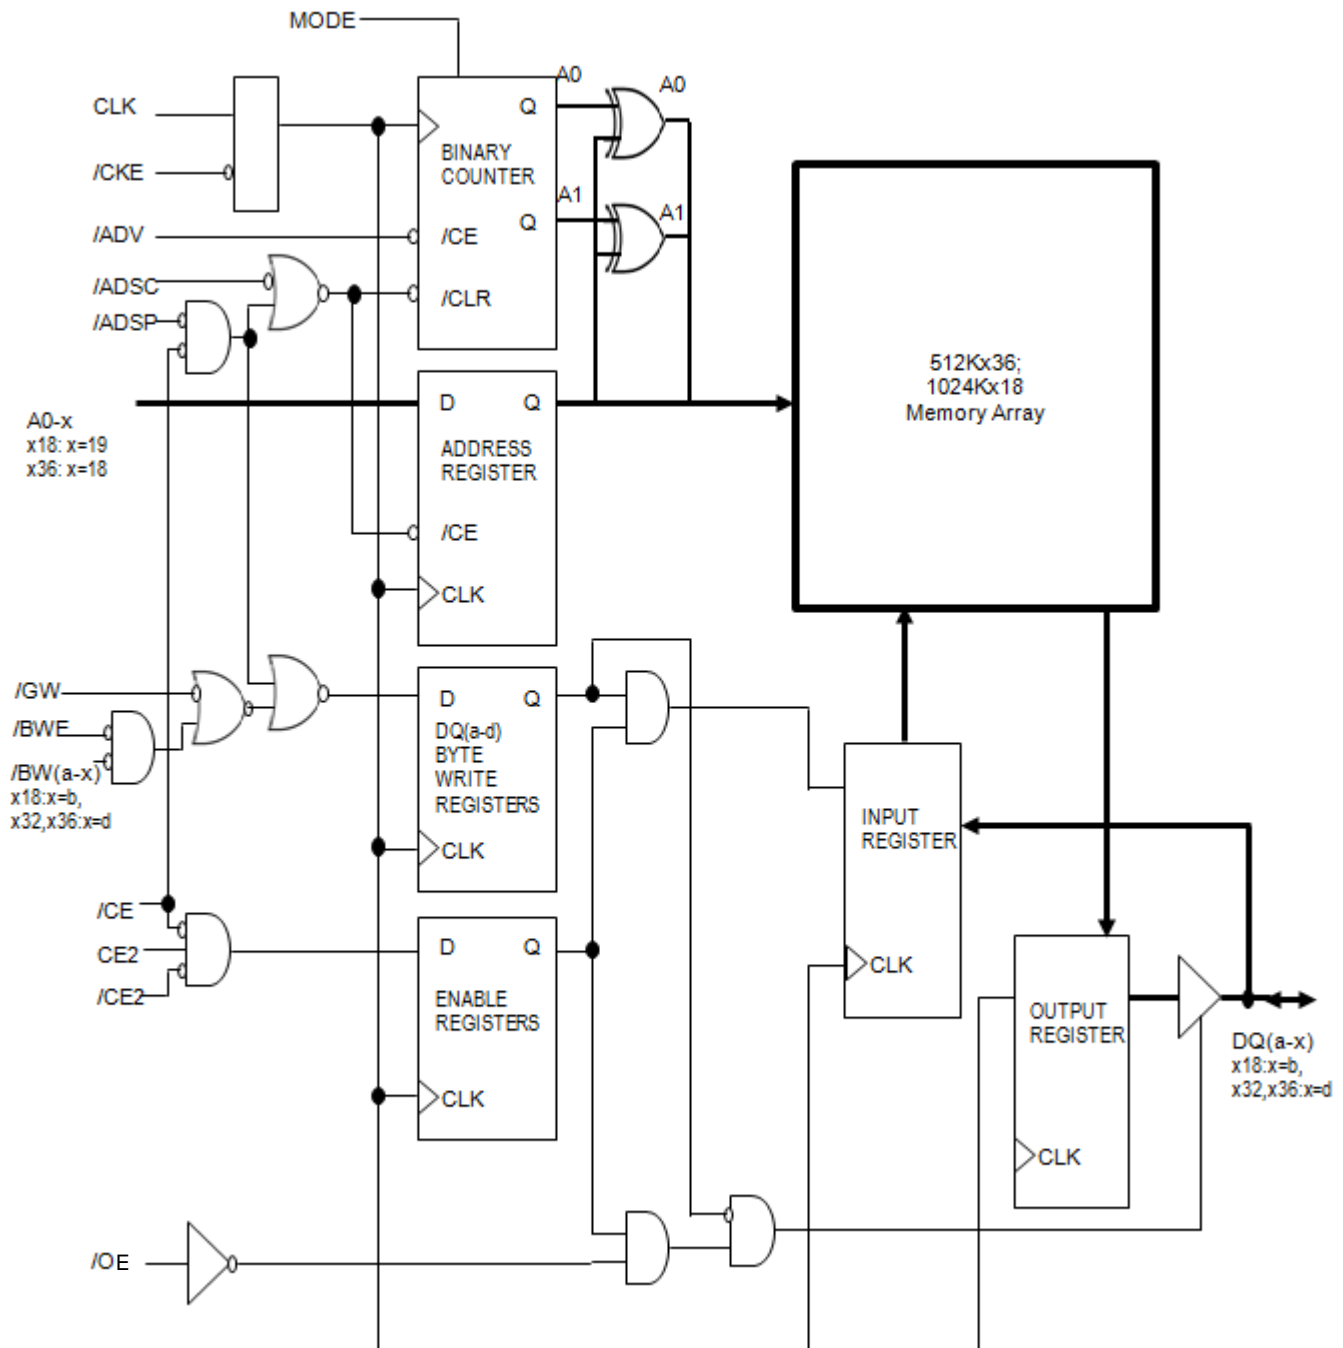 MODE
CLK
/CKE
/ADV
/ADSC
/ADSP
Q
BINARY
COUNTER
Q
/CE
/CLR
A0
A0
A1
A1
512Kx36;
1024Kx18
Memory Array
A0-x
x18: x=19
x36: x=18
D Q
ADDRESS
REGISTER
/CE
CLK
/GW
/BWE
/BW(a-x)
x18:x=b,
x32,x36:x=d
D Q
DQ(a-d)
BYTE
WRITE
REGISTERS
CLK
INPUT
REGISTER
CLK
/CE
CE2
/CE2
D Q
ENABLE
REGISTERS
CLK
OUTPUT
REGISTER
CLK
DQ(a-x)
x18:x=b,
x32,x36:x=d
/OE